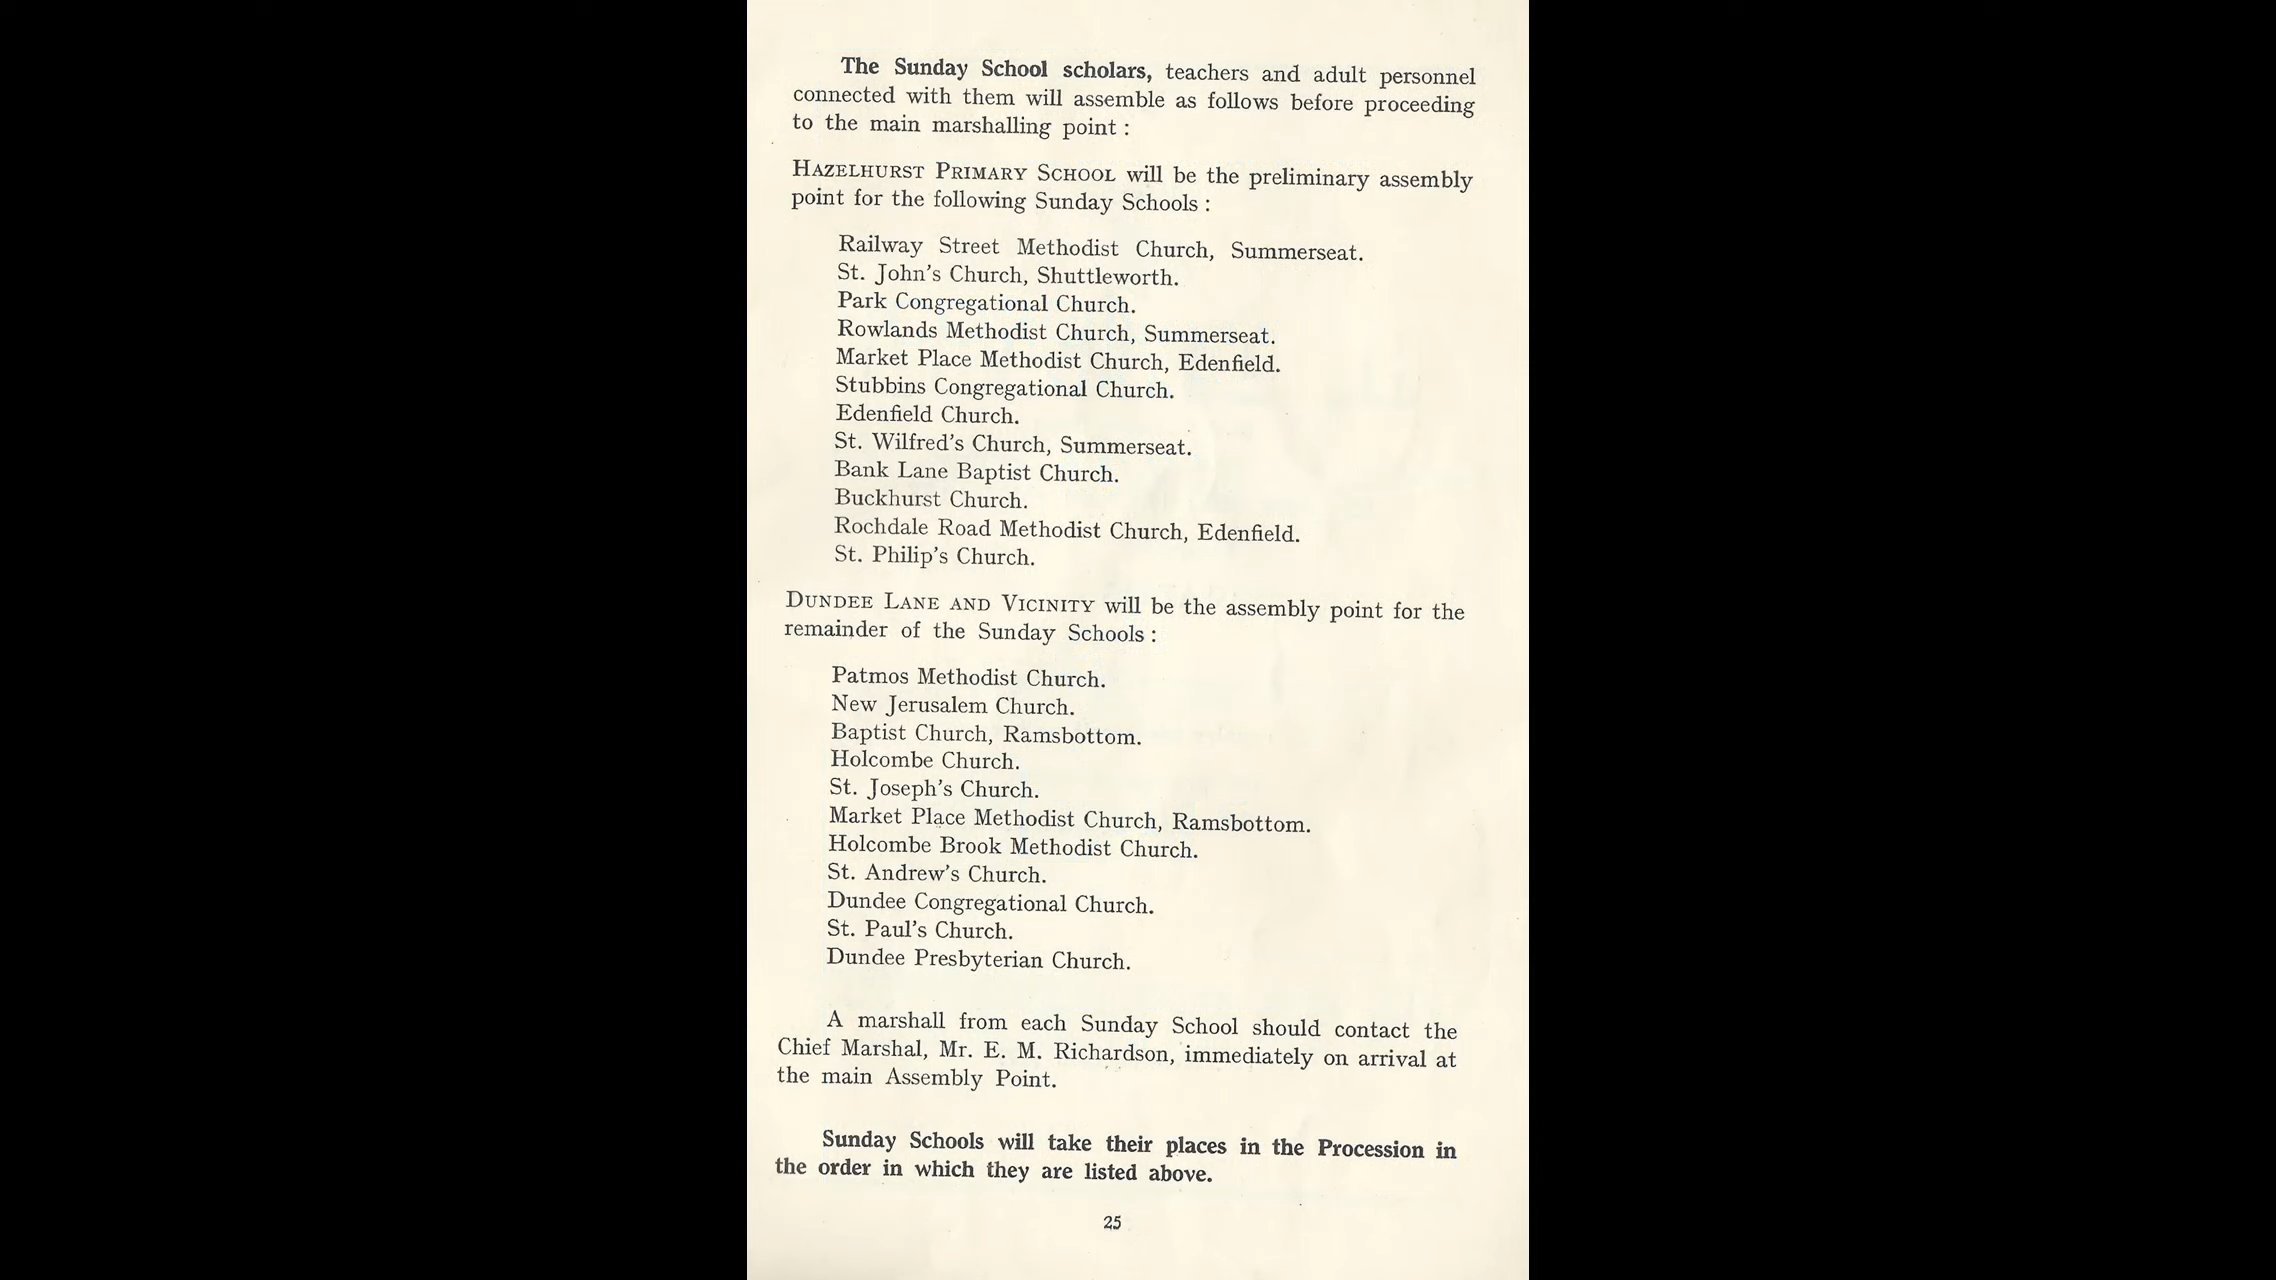 The Sunday School scholars, teachers and adult personnel
connected with them will assemble as follows before proceeding
to the main marshalling point :
HAZELHURST PRIMARY SCHOOL will be the preliminary assembly
point for the following Sunday Schools :
Railway Street Methodist Church, Summerseat.
St. John's Church, Shuttleworth.
Park Congregational Church.
Rowlands Methodist Church, Summerseat.
Market Place Methodist Church, Edenfield.
Stubbins Congregational Church.
Edenfield Church.
St. Wilfred's Church, Summerseat.
Bank Lane Baptist Church.
Buckhurst Church.
Rochdale Road Methodist Church, Edenfield.
St. Philip's Church.
DUNDEE LANE AND VICINITY will be the assembly point for the
remainder of the Sunday Schools :
Patmos Methodist Church.
New Jerusalem Church.
Baptist Church, Ramsbottom.
Holcombe Church.
St. Joseph's Church.
Market Place Methodist Church, Ramsbottom.
Holcombe Brook Methodist Church.
St. Andrew's Church.
Dundee Congregational Church.
St. Paul's Church.
Dundee Presbyterian Church.
A marshall from each Sunday School should contact the
Chief Marshal, Mr. E. M. Richardson, immediately on arrival at
the main Assembly Point.
Sunday Schools will take their places in the Procession in
the order in which they are listed above.
25